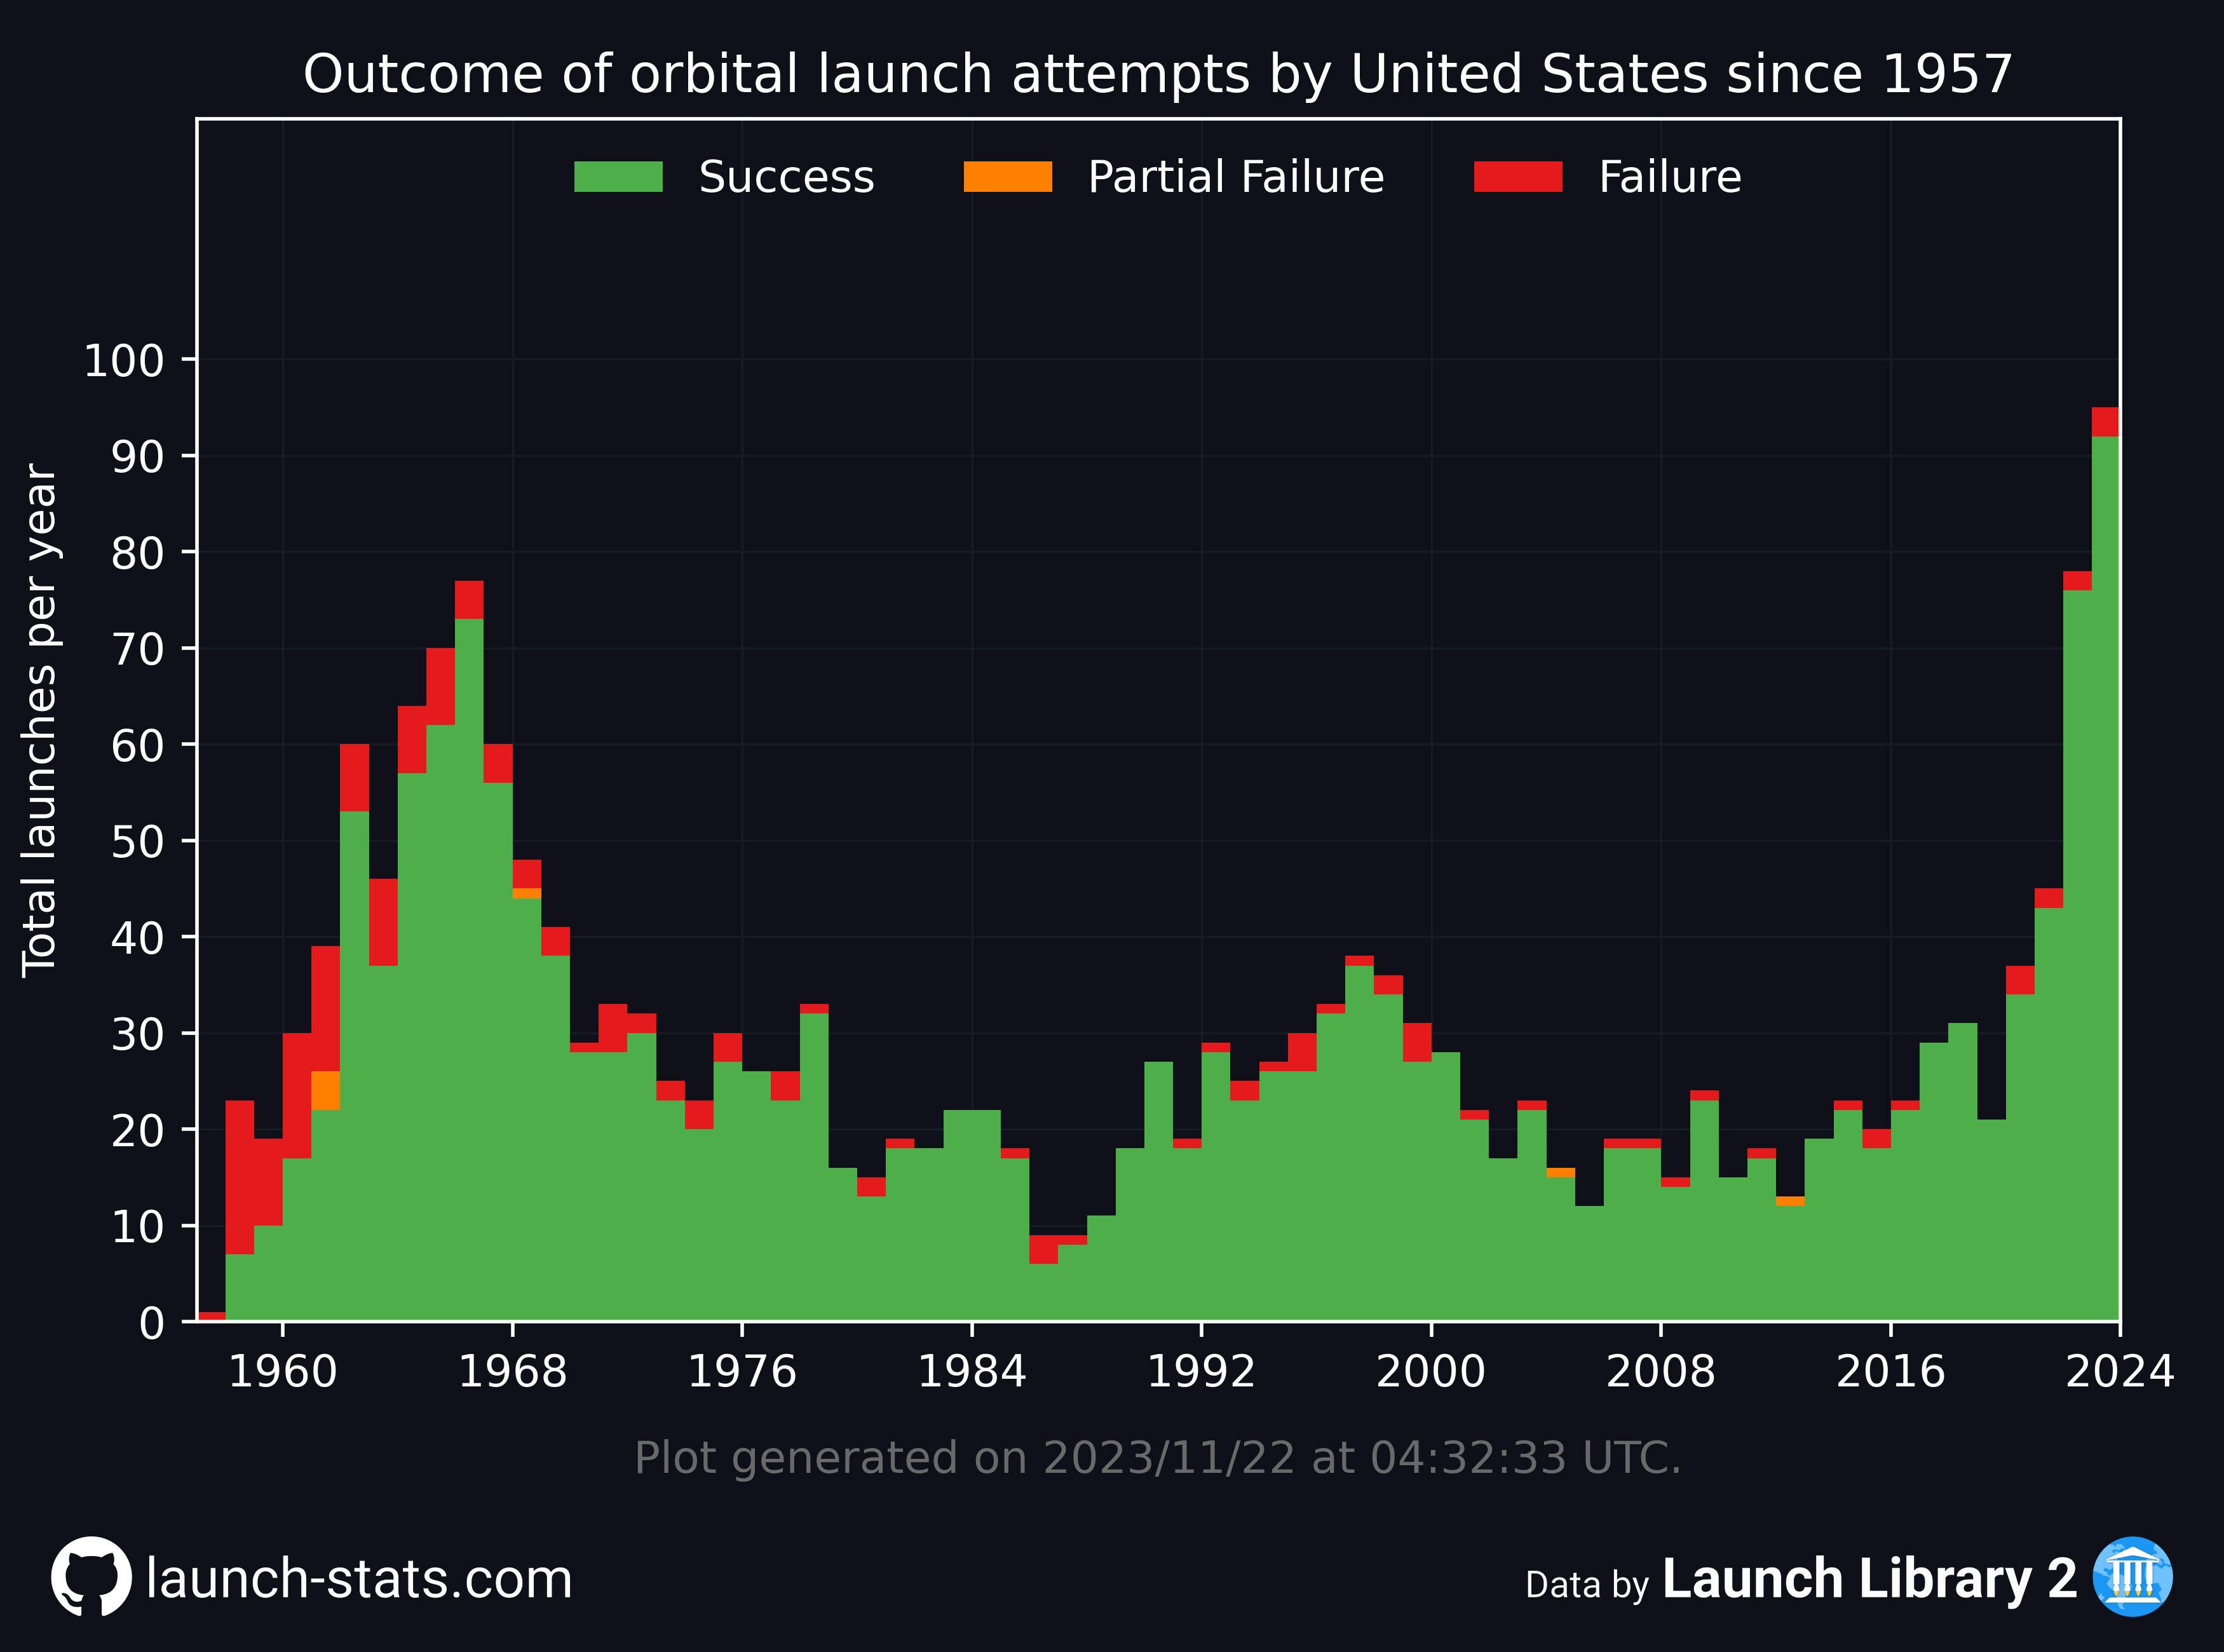 Outcome of orbital launch attempts by United States since 1957
Success Partial Failure Failure
Total launches per year
100
90
80
70
60
50
40
30
20
10
0
1960 1968 1976 1984 1992 2000 2008 2016 2024
Plot generated on 2023/11/22 at 04:32:33 UTC.
launch-stats.com
Data by Launch Library 2